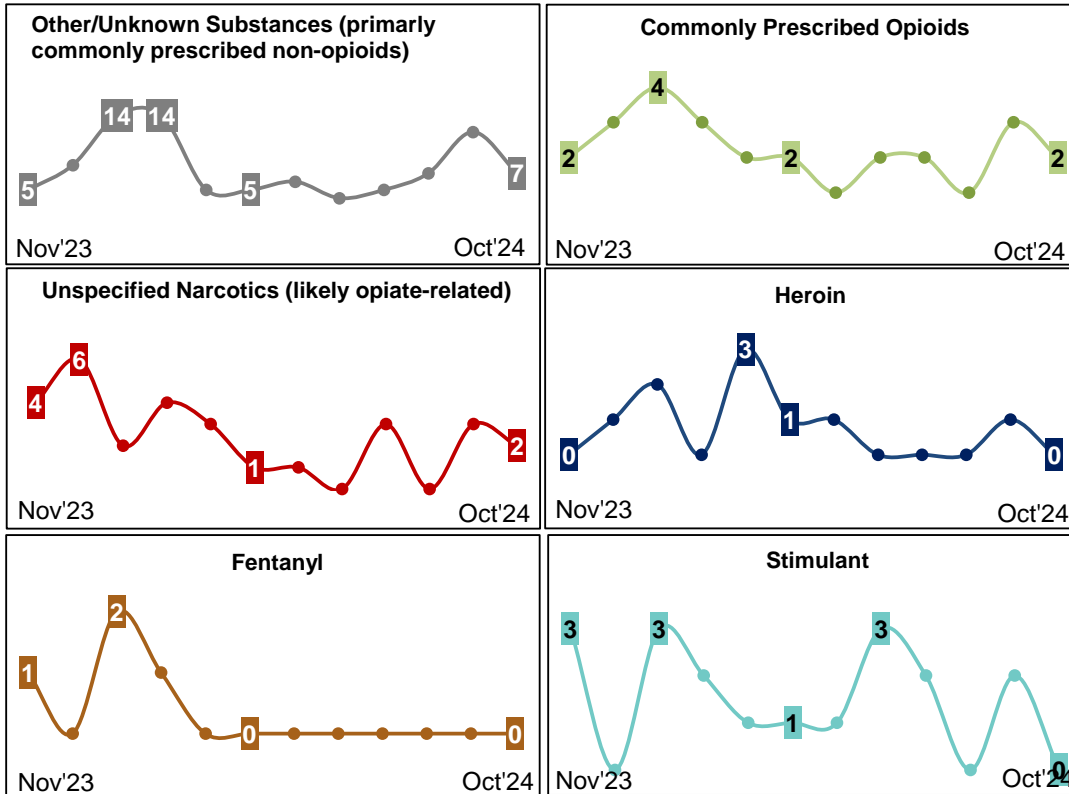 Other/Unknown Substances (primarly
commonly prescribed non-opioids)
14 14
5 5 7
Nov'23 Oct'24
Commonly Prescribed Opioids
4
2 2 2
Nov'23 Oct'24
Unspecified Narcotics (likely opiate-related)
6
4
1 2
Nov'23 Oct'24
Heroin
3
1
0 0
Nov'23 Oct'24
Fentanyl
2
1
0 0
Nov'23 Oct'24
Stimulant
3 3 3
1
0
Nov'23 Oct'24